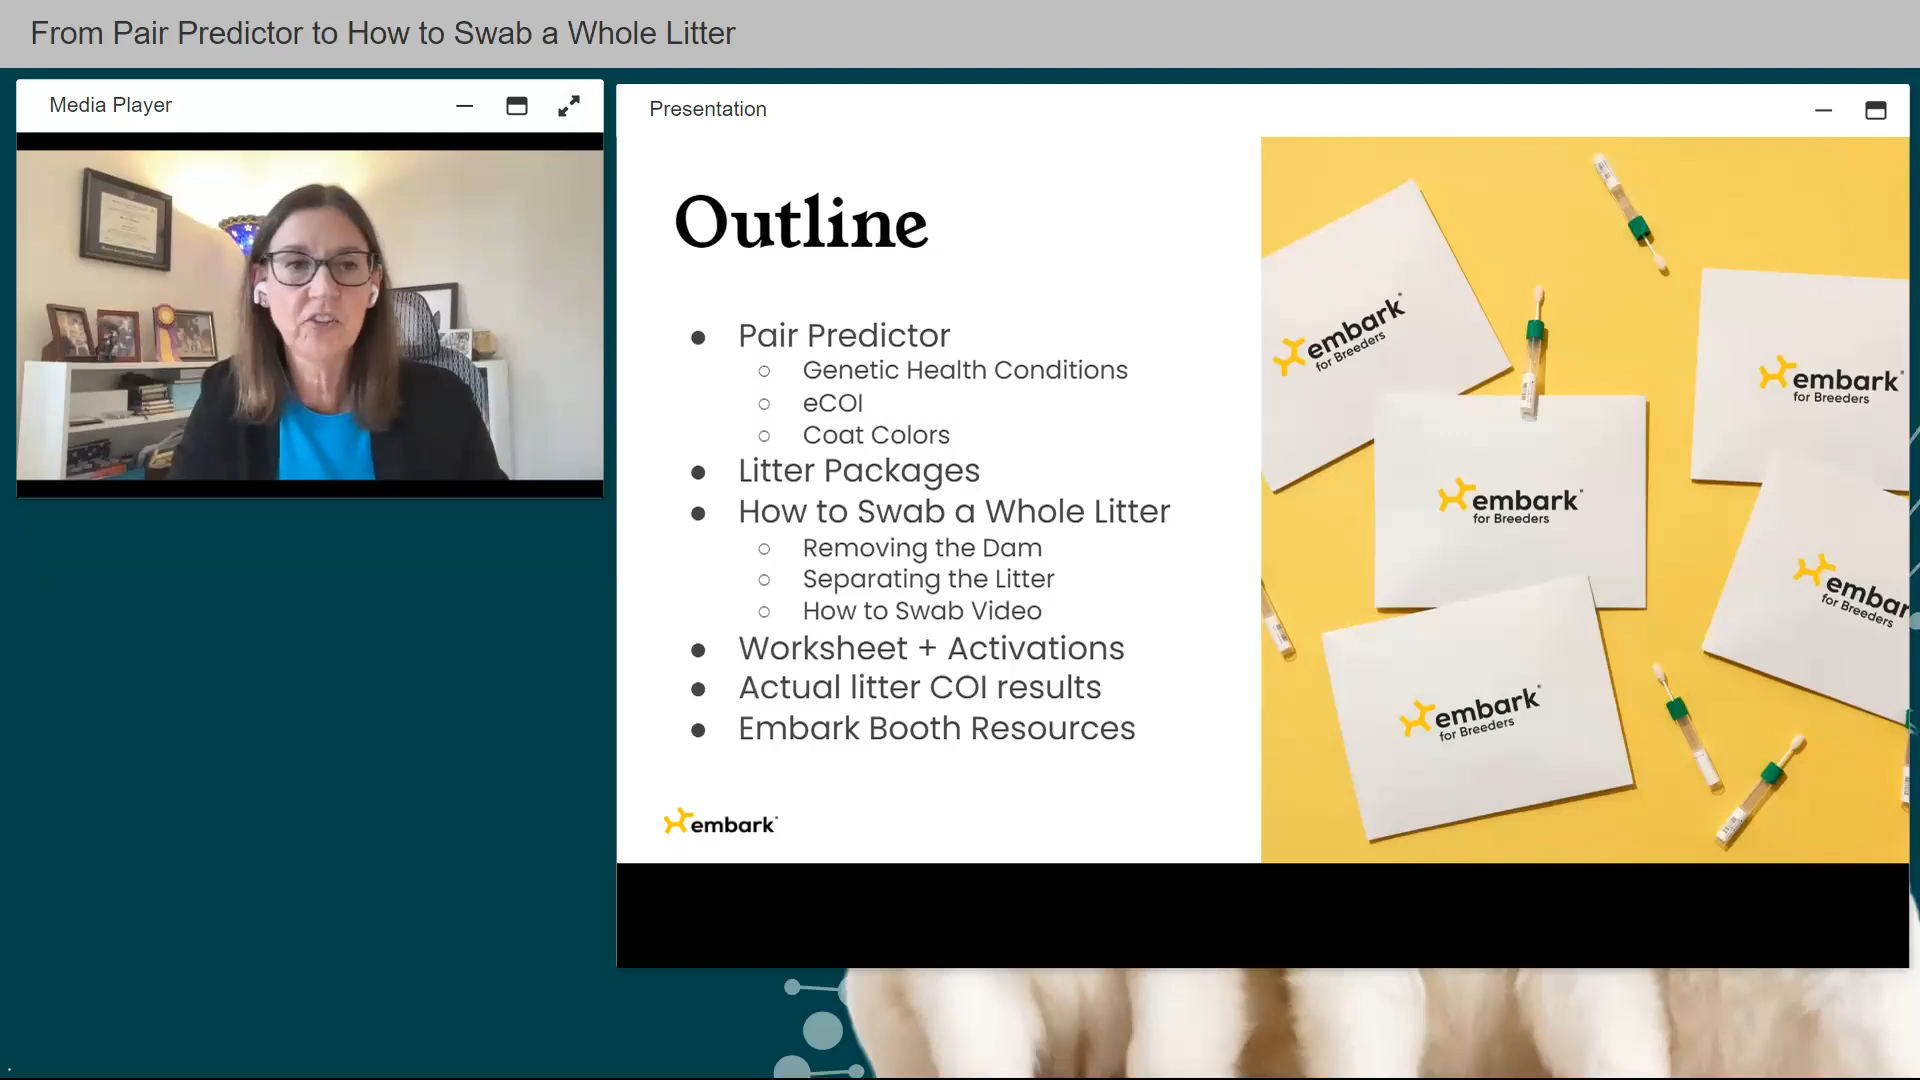 From Pair Predictor to How to Swab a Whole Litter
Media Player
Presentation
Outline
● Pair Predictor
○ Genetic Health Conditions
○ eCOI
○ Coat Colors
● Litter Packages
● How to Swab a Whole Litter
○ Removing the Dam
○ Separating the Litter
○ How to Swab Video
● Worksheet + Activations
● Actual litter COI results
● Embark Booth Resources
embark
embark®
for Breeders
embark®
for Breeders
embark®
for Breeders
embar
for Breeders
embark®
for Breeders